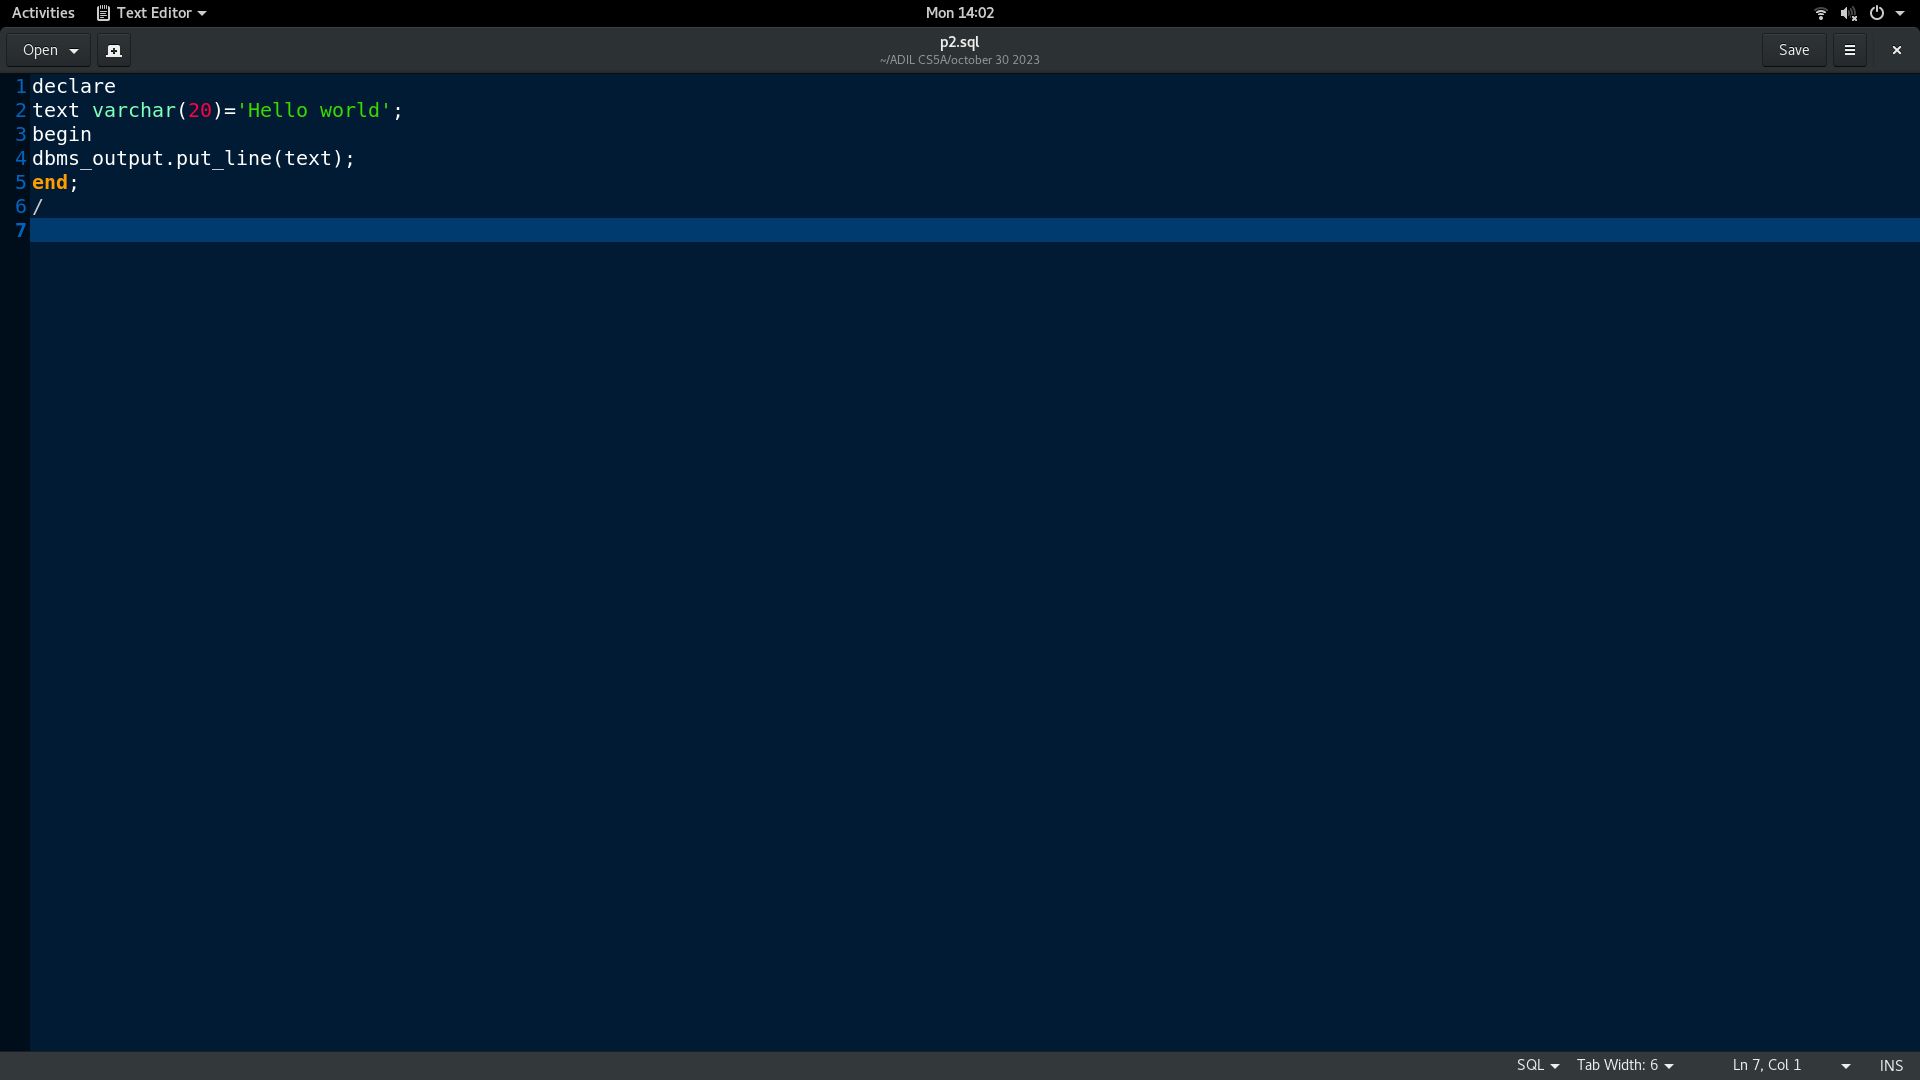 Activities Text Editor Mon 14:02
Open p2.sql Save
~/ADIL CS5A/october 30 2023
1 declare
2 text varchar(20)='Hello world';
3 begin
4 dbms_output.put_line(text);
5 end;
6 /
7
SQL Tab Width: 6 Ln 7, Col 1 INS